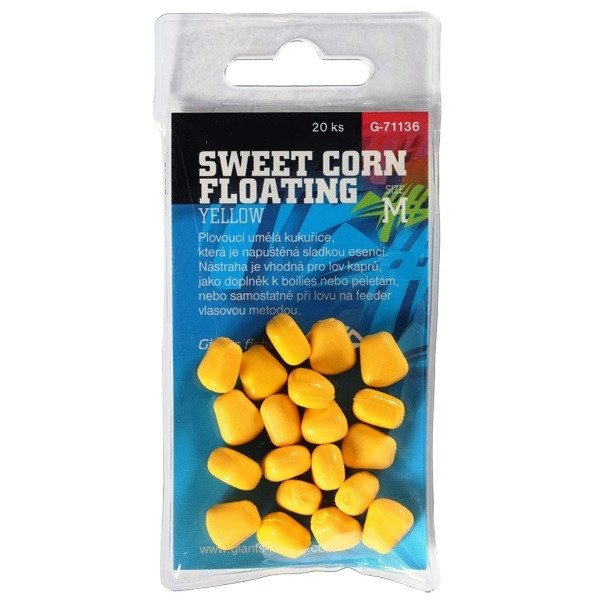 20 ks G-71136
SWEET CORN
FLOATING
YELLOW
SIZE
M
Plovoucí umělá kukuřice,
která je napuštěná sladkou esencí.
Nástraha je vhodná pro lov kaprů,
jako doplněk k boilies nebo peletám,
nebo samostatně při lovu na feeder
vlasovou metodou.